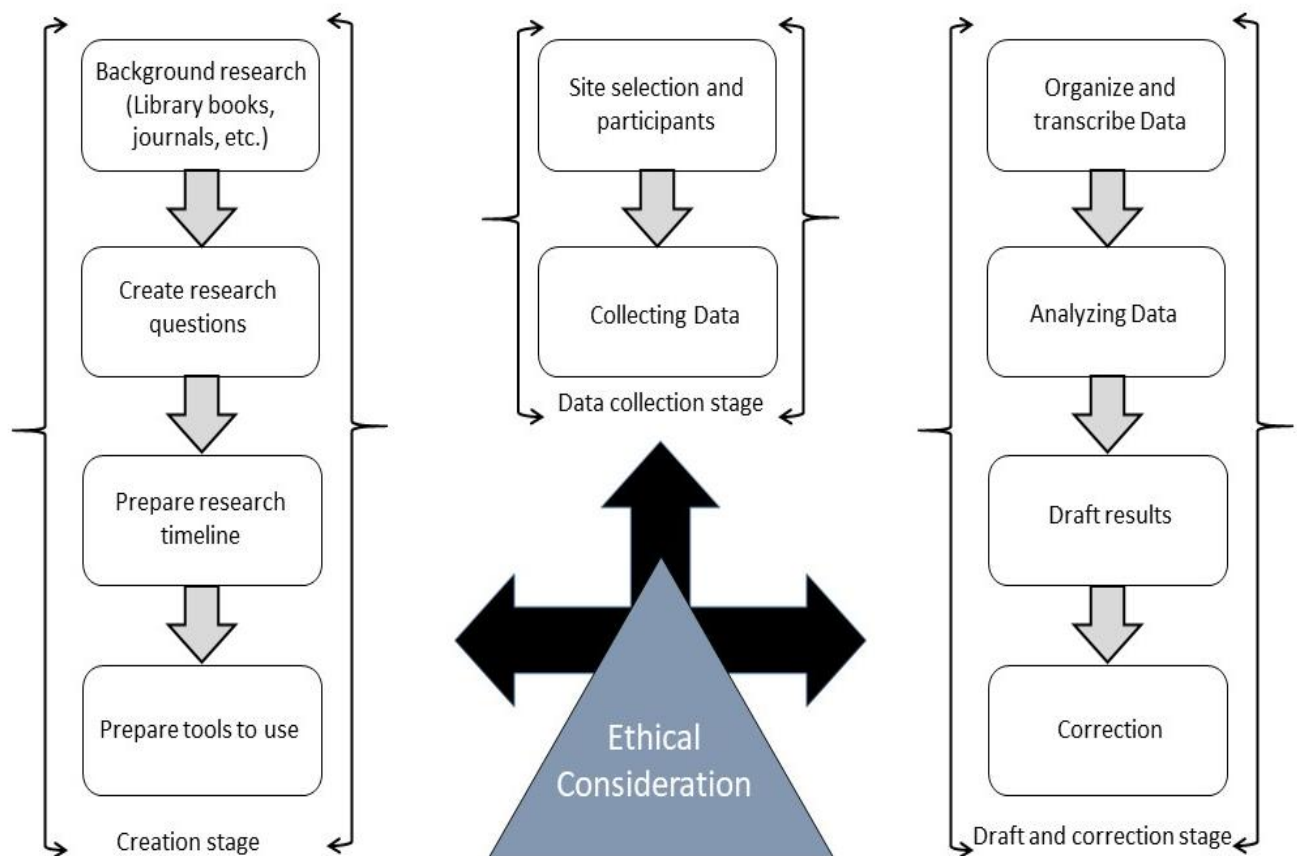 Background research
(Library books,
journals, etc.)
Create research
questions
Prepare research
timeline
Prepare tools to use
Creation stage
Site selection and
participants
Collecting Data
Data collection stage
Ethical
Consideration
Organize and
transcribe Data
Analyzing Data
Draft results
Correction
Draft and correction stage